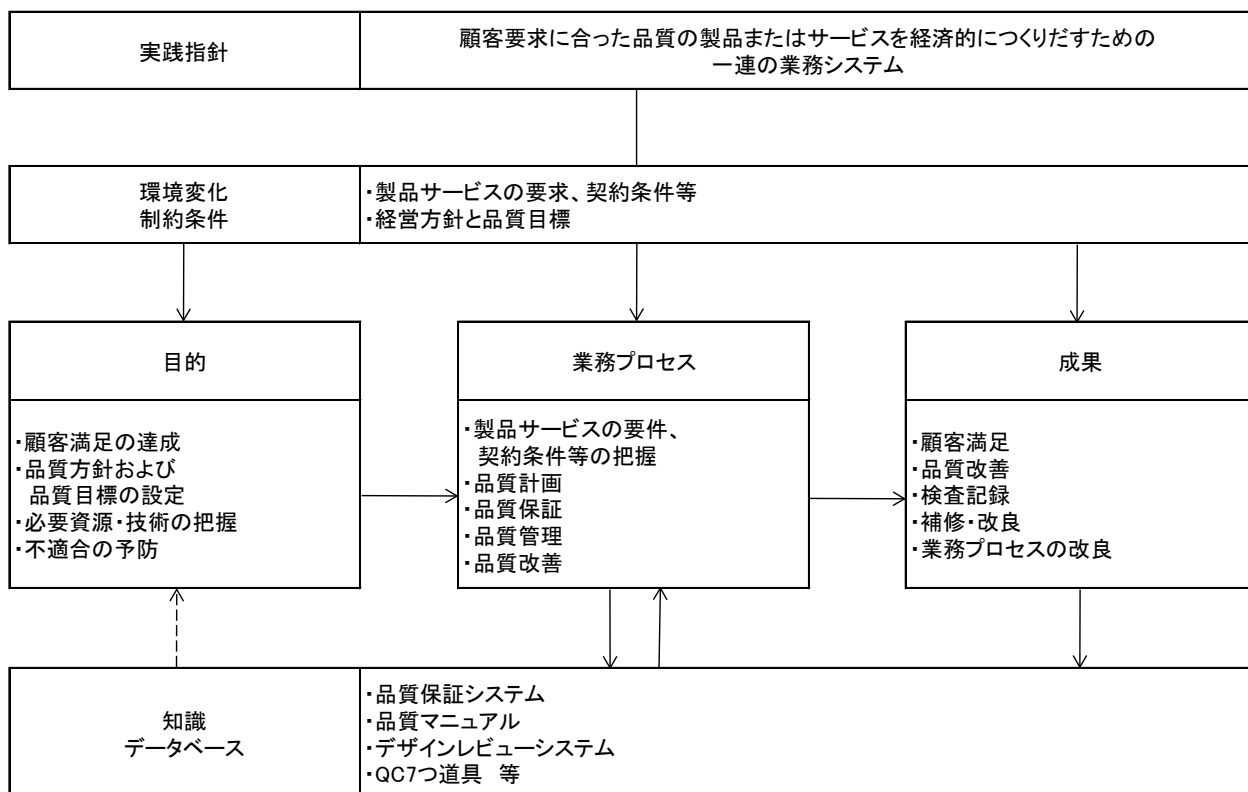 実践指針
顧客要求に合った品質の製品またはサービスを経済的につくりだすための
一連の業務システム
環境変化
制約条件
・製品サービスの要求、契約条件等
・経営方針と品質目標
目的
・顧客満足の達成
・品質方針および
品質目標の設定
・必要資源・技術の把握
・不適合の予防
業務プロセス
・製品サービスの要件、
契約条件等の把握
・品質計画
・品質保証
・品質管理
・品質改善
成果
・顧客満足
・品質改善
・検査記録
・補修・改良
・業務プロセスの改良
知識
データベース
・品質保証システム
・品質マニュアル
・デザインレビューシステム
・QC7つ道具　等